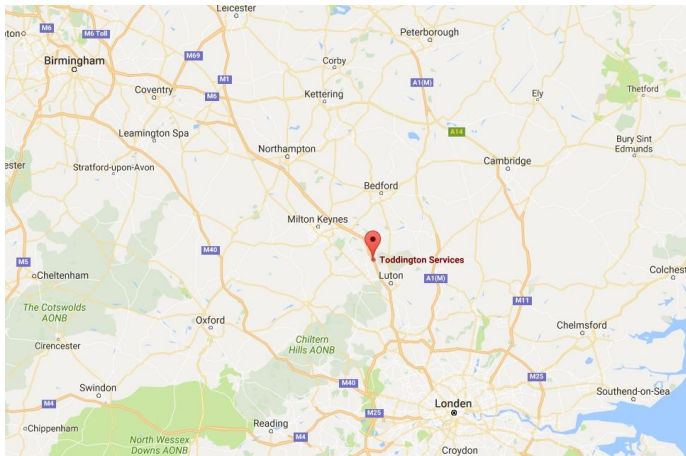 Leicester
M6
M6 Toll
Peterborough
M69
Birmingham
Corby
M1
A1(M)
Coventry
M6
Kettering
Ely
Thetford
A14
Leamington Spa
Bury Sint
Edmunds
Northampton
Cambridge
Stratford-upon-Avon
Bedford
Milton Keynes
M40
Toddington Services
M5
Cheltenham
Luton
A1(M)
M11
The Cotswolds
AONB
Oxford
Chelmsford
Cirencester
Chiltern
Hills AONB
M25
M40
Swindon
Southend-on-Sea
M4
Londen
M25
Chippenham
Reading
M4
North Wessex
Downs AONB
Croydon